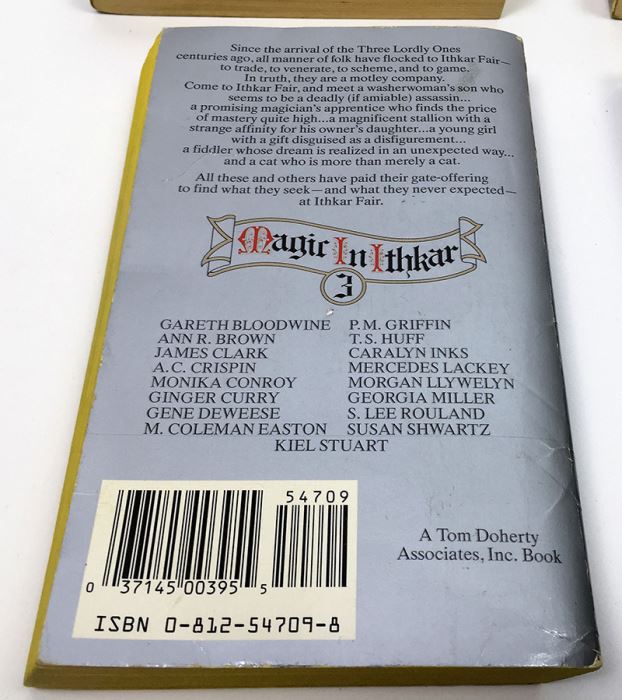 Since the arrival of the Three Lordly Ones
centuries ago, all manner of folk have flocked to Ithkar Fair—
to trade, to venerate, to scheme, and to game.
In truth, they are a motley company.
Come to Ithkar Fair, and meet a washerwoman's son who
seems to be a deadly (if amiable) assassin...
a promising magician's apprentice who finds the price
of mastery quite high...a magnificent stallion with a
strange affinity for his owner's daughter...a young girl
with a gift disguised as a disfigurement...
a fiddler whose dream is realized in an unexpected way...
and a cat who is more than merely a cat.
All these and others have paid their gate-offering
to find what they seek—and what they never expected—
at Ithkar Fair.
Magic In Ithkar
3
GARETH BLOODWINE P.M. GRIFFIN
ANN R. BROWN T.S. HUFF
JAMES CLARK CARALYN INKS
A.C. CRISPIN MERCEDES LACKEY
MONIKA CONROY MORGAN LLYWELYN
GINGER CURRY GEORGIA MILLER
GENE DEWEESE S. LEE ROULAND
M. COLEMAN EASTON SUSAN SHWARTZ
KIEL STUART
54709
0 37145 00395 5
ISBN 0-812-54709-8
A Tom Doherty
Associates, Inc. Book